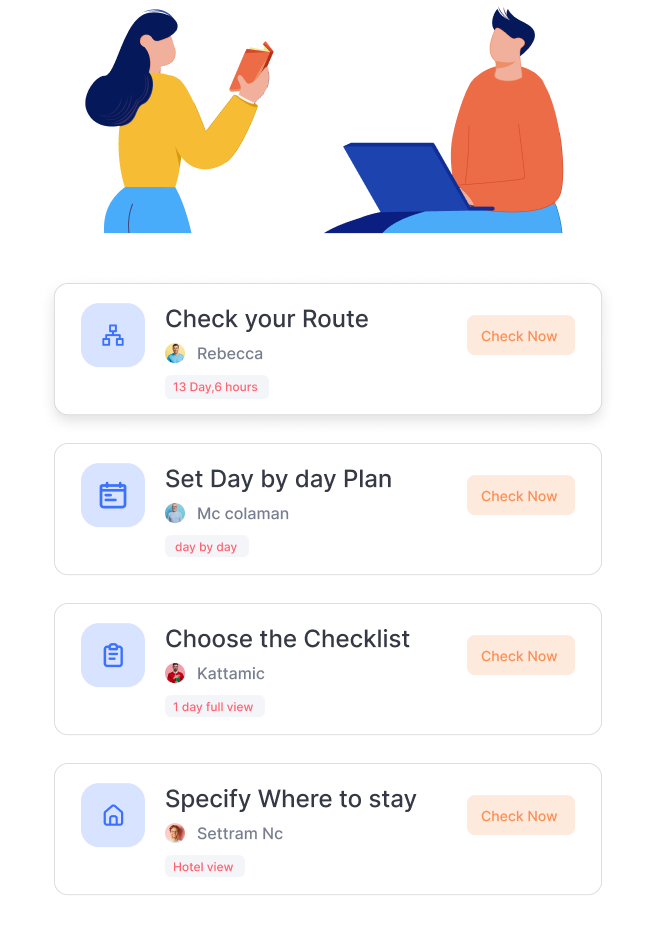 Check your Route
Rebecca
Check Now
13 Day,6 hours
Set Day by day Plan
Mc colaman
Check Now
day by day
Choose the Checklist
Kattamic
Check Now
1 day full view
Specify Where to stay
Settram Nc
Check Now
Hotel view